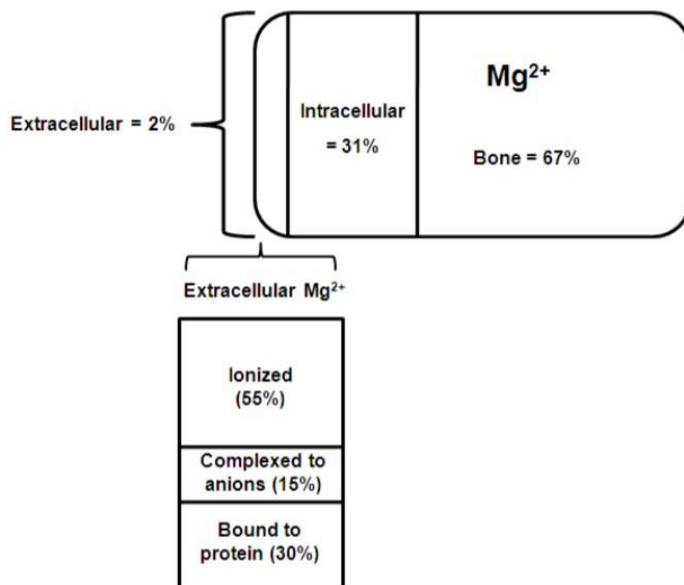 Mg²⁺
Extracellular = 2%
Intracellular
= 31%
Bone = 67%
Extracellular Mg²⁺
Ionized
(55%)
Complexed to
anions (15%)
Bound to
protein (30%)